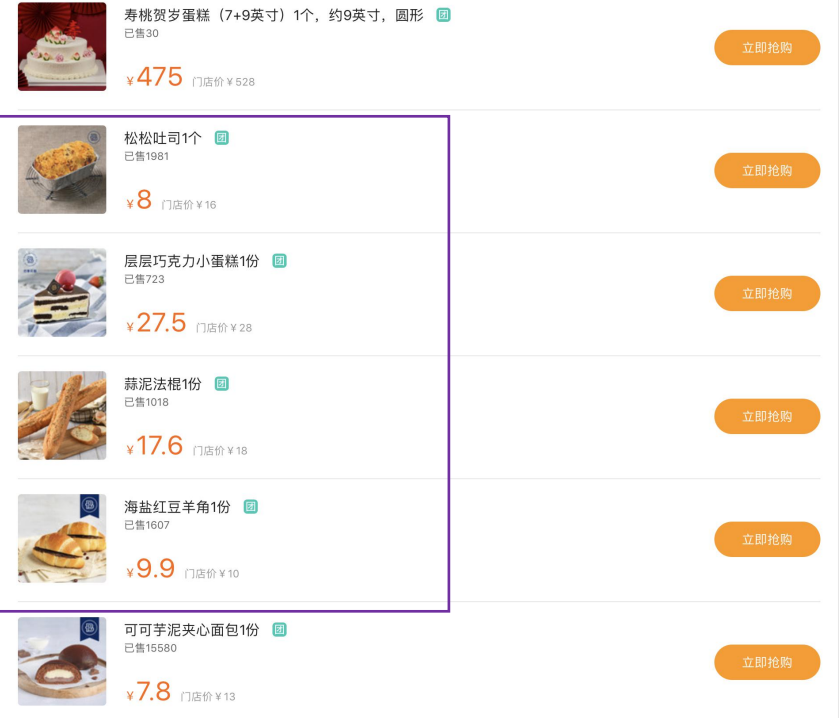 寿桃贺岁蛋糕（7+9英寸）1个，约9英寸，圆形 团
已售30
¥475 门店价¥528
立即抢购
松松吐司1个 团
已售1981
¥8 门店价¥16
立即抢购
层层巧克力小蛋糕1份 团
已售723
¥27.5 门店价¥28
立即抢购
蒜泥法棍1份 团
已售1018
¥17.6 门店价¥18
立即抢购
海盐红豆羊角1份 团
已售1607
¥9.9 门店价¥10
立即抢购
可可芋泥夹心面包1份 团
已售15580
¥7.8 门店价¥13
立即抢购